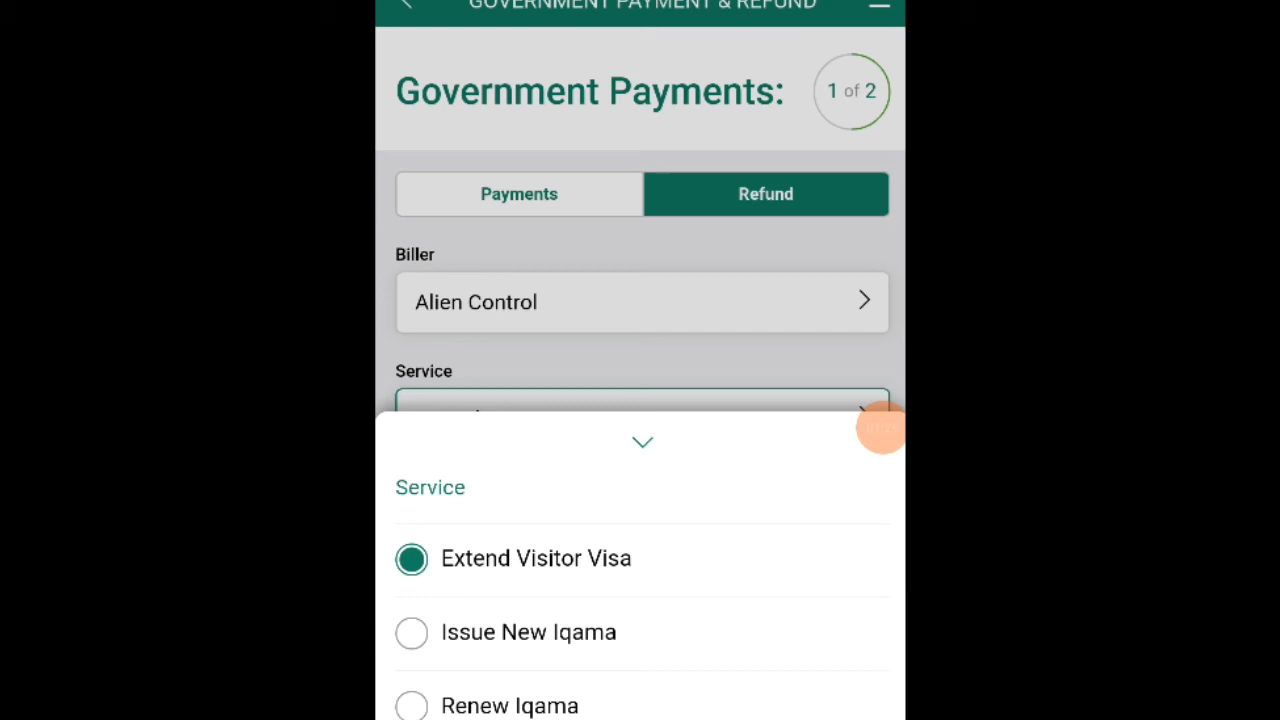 GOVERNMENT PAYMENT & REFUND
Government Payments:
1 of 2
Payments
Refund
Biller
Alien Control
Service
Service
Extend Visitor Visa
Issue New Iqama
Renew Iqama